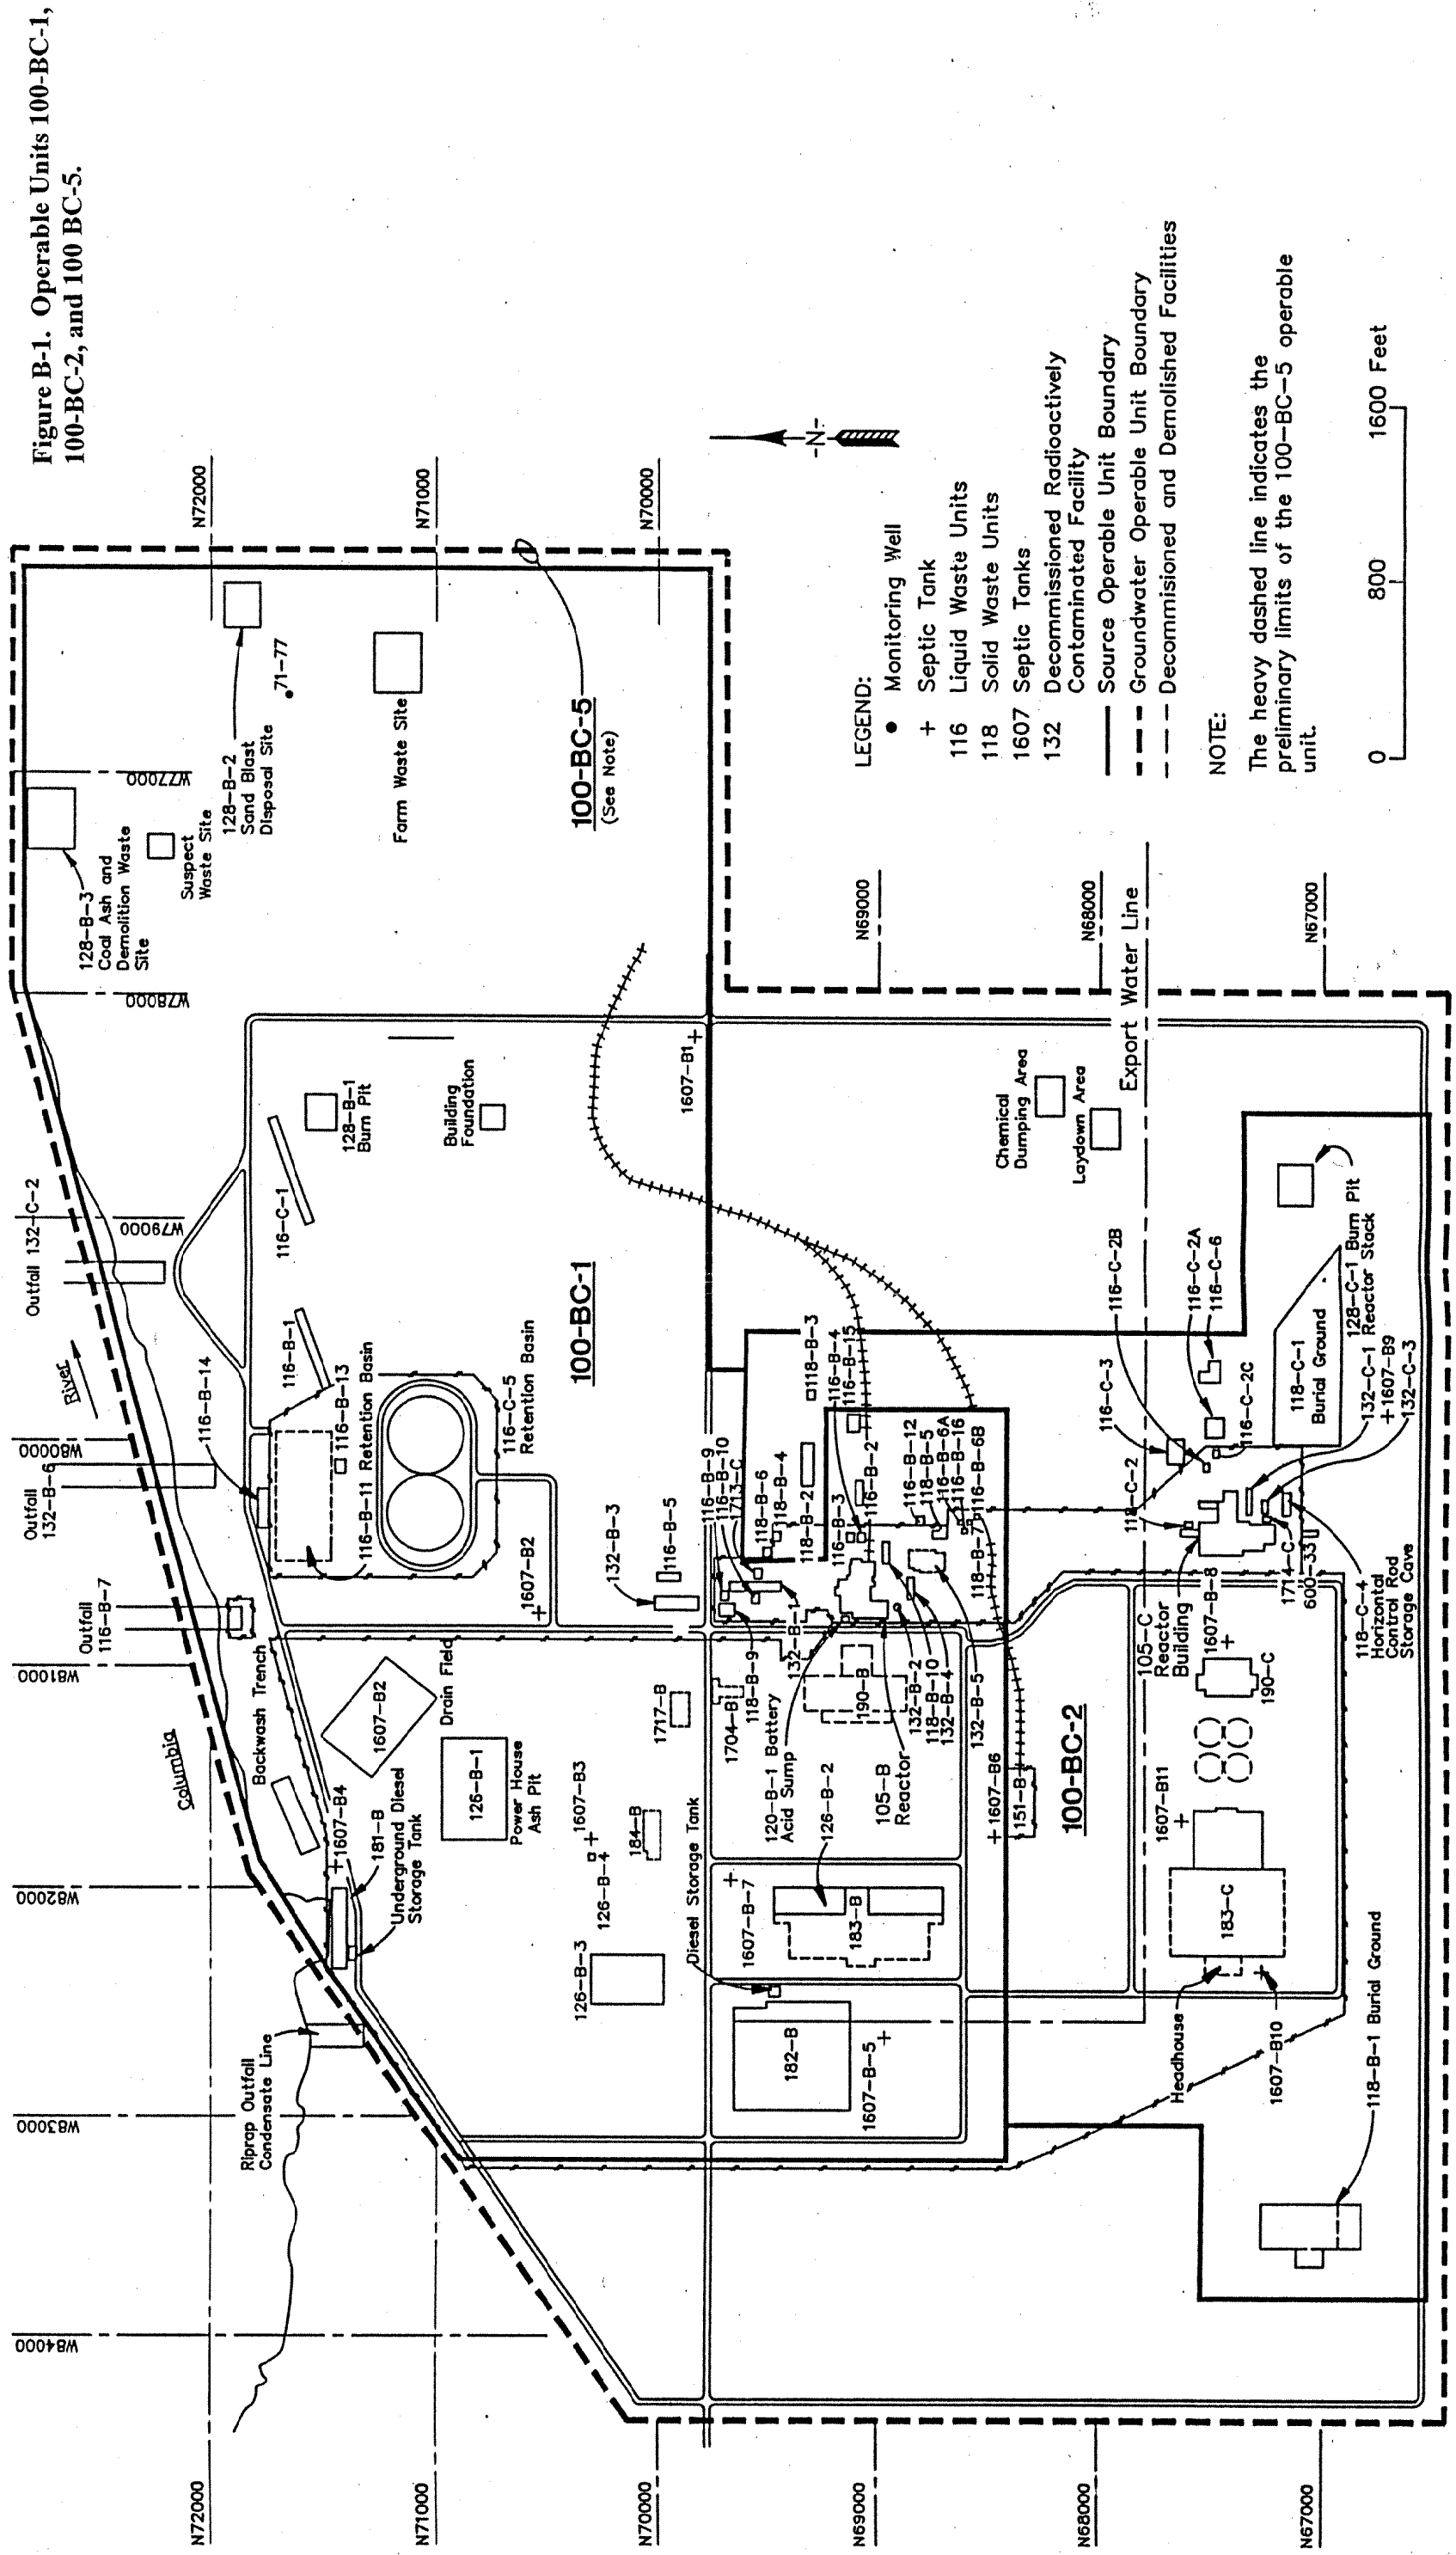 Figure B-1. Operable Units 100-BC-1,
100-BC-2, and 100 BC-5.
W84000
W83000
W82000
W81000
W80000
W79000
W78000
W77000
N72000
N71000
N70000
N69000
N68000
N67000
N72000
N71000
N70000
N69000
N68000
N67000
Columbia
River
Riprap Outfall
Condensate Line
Backwash Trench
Outfall
116-B-7
Outfall
132-B-6
Outfall 132-C-2
116-B-14
1607-B4
181-B
Underground Diesel
Storage Tank
1607-B2
Drain Field
126-B-1
Power House
Ash Pit
116-B-1
116-B-13
116-B-11 Retention Basin
116-C-5
Retention Basin
116-C-1
128-B-1
Burn Pit
Building
Foundation
128-B-3
Coal Ash and
Demolition Waste
Site
Suspect
Waste Site
128-B-2
Sand Blast
Disposal Site
71-77
Farm Waste Site
100-BC-5
(See Note)
100-BC-1
1607-B2
1607-B3
126-B-4
126-B-3
184-B
1717-B
132-B-3
116-B-5
1607-B1
Diesel Storage Tank
1607-B-7
182-B
1607-B-5
183-B
126-B-2
120-B-1 Battery
Acid Sump
1704-B
118-B-9
132-B-1
190-B
105-B
Reactor
132-B-2
118-B-10
132-B-4
132-B-5
116-B-9
116-B-10
1713-C
118-B-6
118-B-4
118-B-2
118-B-3
116-B-3
116-B-2
116-B-4
116-B-15
116-B-12
118-B-5
116-B-6A
116-B-16
116-B-6B
118-B-7
1607-B6
151-B
100-BC-2
Chemical
Dumping Area
Laydown Area
Export Water Line
1607-B11
183-C
Headhouse
1607-B10
190-C
1607-B-8
105-C
Reactor
Building
118-C-2
116-C-3
116-C-2B
116-C-2A
116-C-6
116-C-2C
118-C-1
Burial Ground
128-C-1 Burn Pit
132-C-1 Reactor Stack
1607-B9
132-C-3
1714-C
600-33
118-C-4
Horizontal
Control Rod
Storage Cave
118-B-1 Burial Ground
-N-
LEGEND:
● Monitoring Well
+ Septic Tank
116 Liquid Waste Units
118 Solid Waste Units
1607 Septic Tanks
132 Decommissioned Radioactively
Contaminated Facility
Source Operable Unit Boundary
Groundwater Operable Unit Boundary
Decommisioned and Demolished Facilities
NOTE:
The heavy dashed line indicates the
preliminary limits of the 100-BC-5 operable
unit.
0 800 1600 Feet